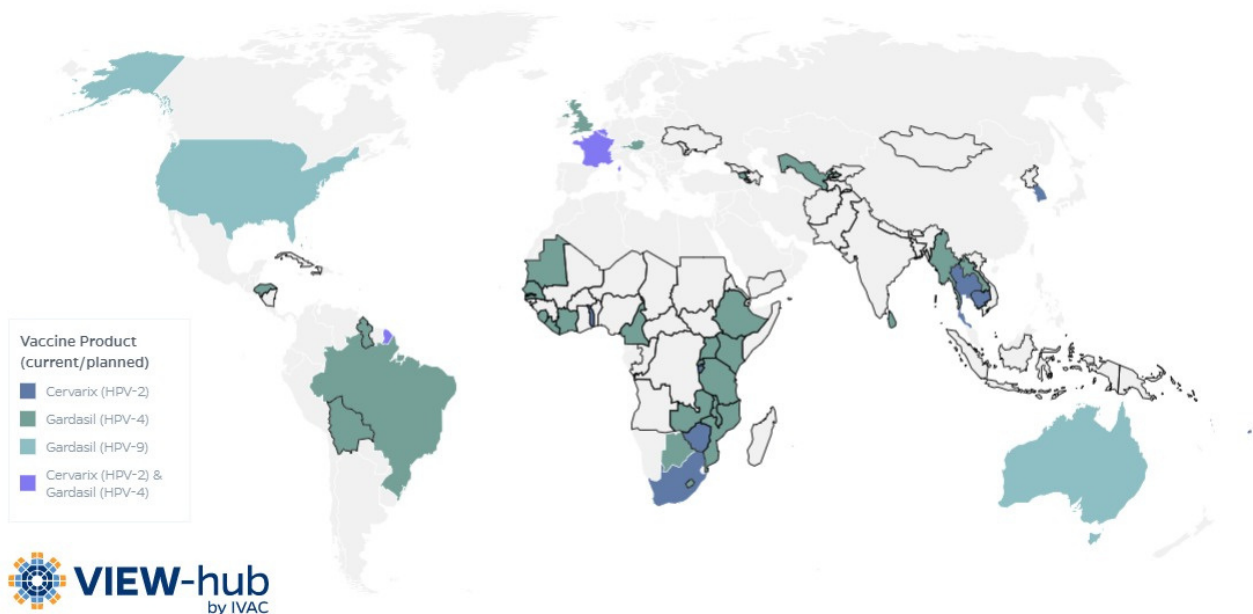 Vaccine Product
(current/planned)
Cervarix (HPV-2)
Gardasil (HPV-4)
Gardasil (HPV-9)
Cervarix (HPV-2) &
Gardasil (HPV-4)
VIEW-hub
by IVAC